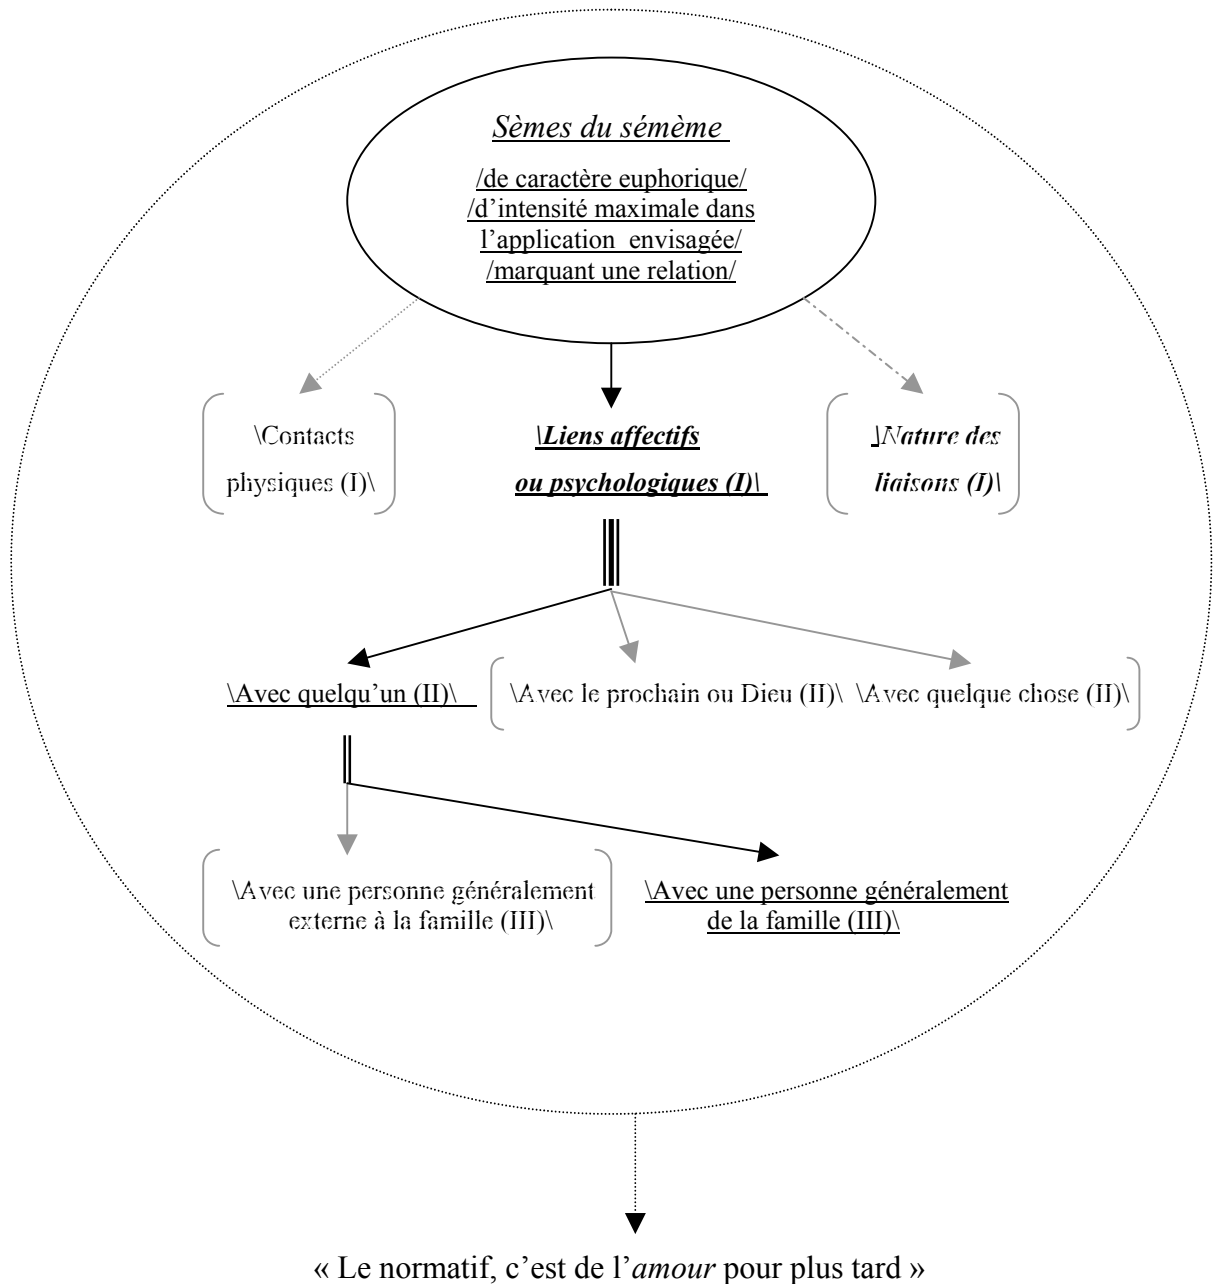 Sèmes du sémème
/de caractère euphorique/
/d’intensité maximale dans
l’application envisagée/
/marquant une relation/
\Contacts
physiques (I)\
\Liens affectifs
ou psychologiques (I)\
\Nature des
liaisons (I)\
\Avec quelqu’un (II)\
\Avec le prochain ou Dieu (II)\ \Avec quelque chose (II)\
\Avec une personne généralement
externe à la famille (III)\
\Avec une personne généralement
de la famille (III)\
« Le normatif, c’est de l’amour pour plus tard »